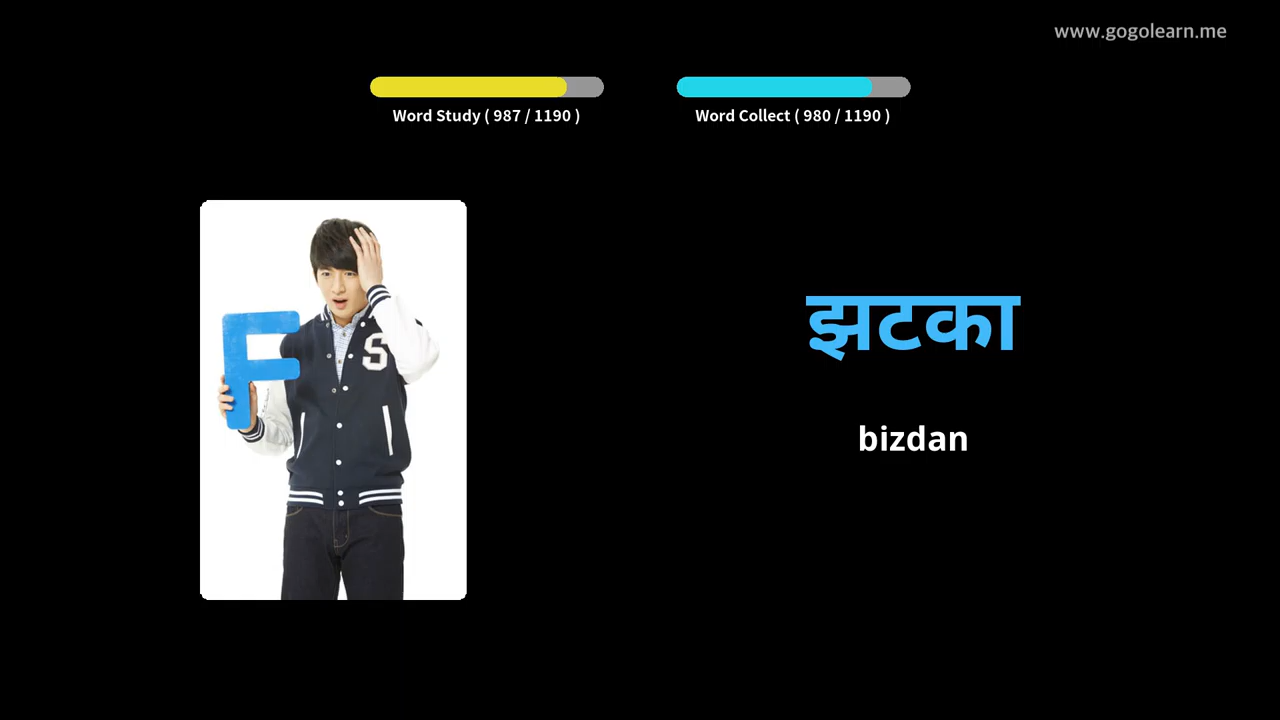 www.gogolearn.me
Word Study ( 987 / 1190 )
Word Collect ( 980 / 1190 )
F
S
झटका
bizdan